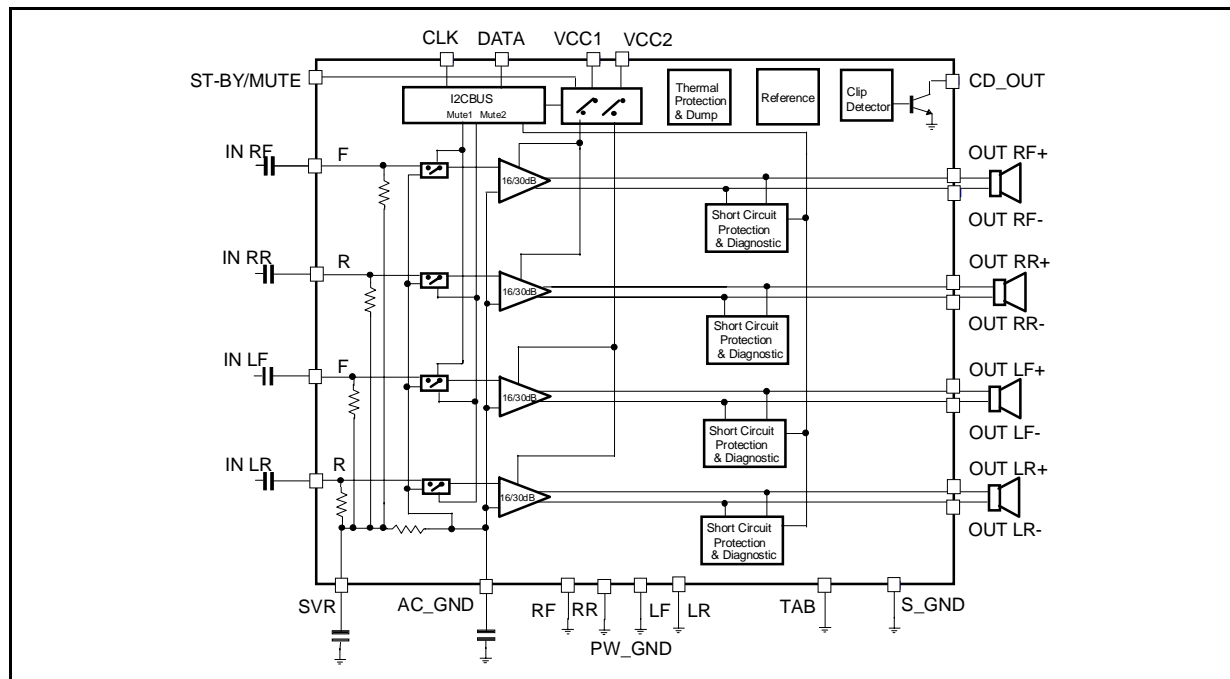 CLK DATA VCC1 VCC2
ST-BY/MUTE
CD_OUT
I2CBUS
Mute1 Mute2
Thermal
Protection
& Dump
Reference
Clip
Detector
IN RF
F
16/30dB
OUT RF+
OUT RF-
Short Circuit
Protection
& Diagnostic
IN RR
R
16/30dB
OUT RR+
OUT RR-
Short Circuit
Protection
& Diagnostic
IN LF
F
16/30dB
OUT LF+
OUT LF-
Short Circuit
Protection
& Diagnostic
IN LR
R
16/30dB
OUT LR+
OUT LR-
Short Circuit
Protection
& Diagnostic
SVR AC_GND RF RR LF LR TAB S_GND
PW_GND